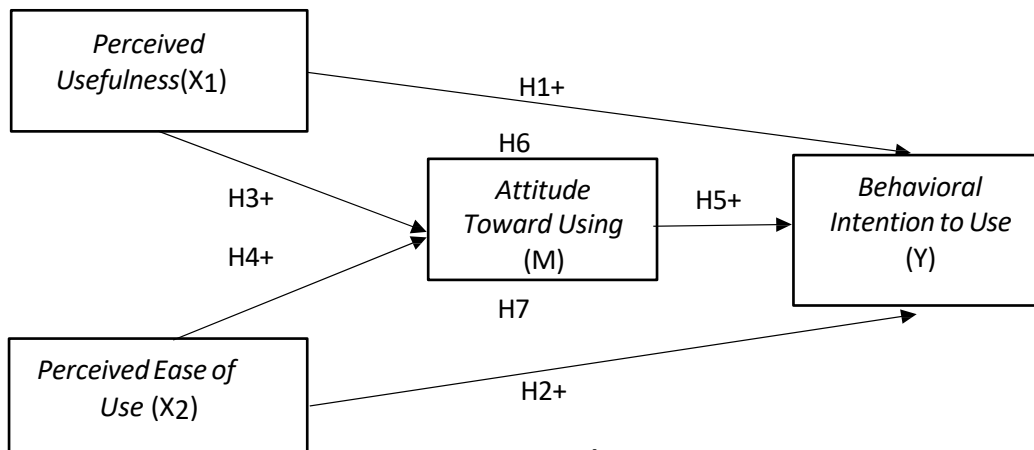 Perceived
Usefulness(X1)
H1+
H6
H3+
Attitude
Toward Using
(M)
H5+
Behavioral
Intention to Use
(Y)
H4+
H7
Perceived Ease of
Use (X2)
H2+